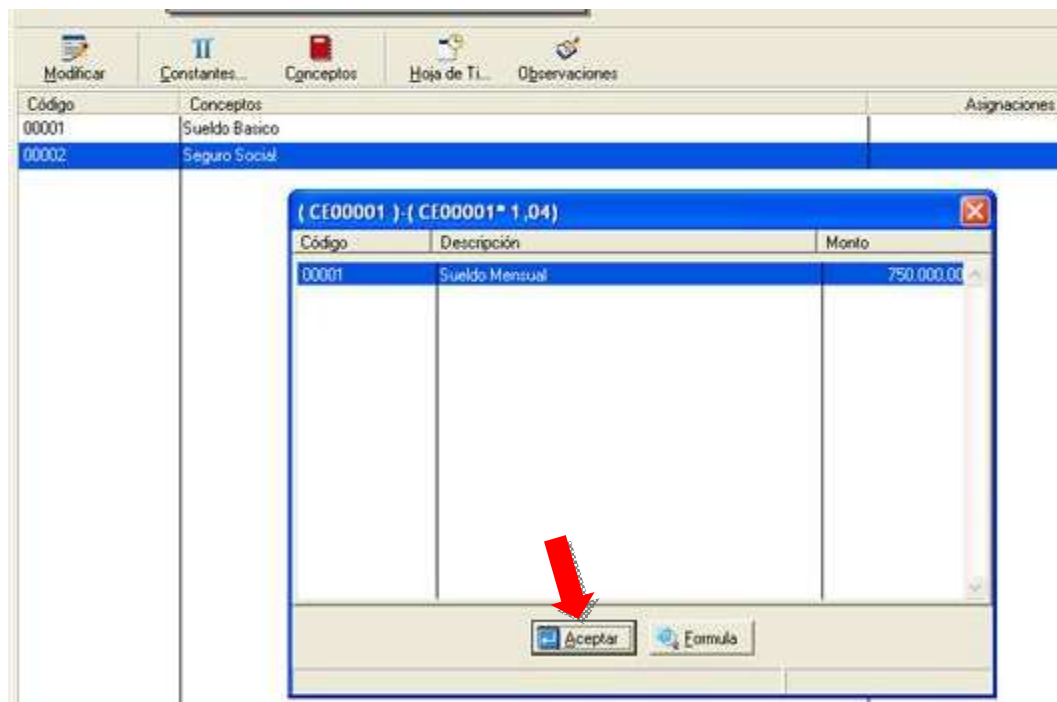 Modificar Constantes... Conceptos Hoja de Ti... Observaciones
Código Conceptos Asignaciones
00001 Sueldo Basico
00002 Seguro Social
( CE00001 )-( CE00001* 1,04)
Código Descripción Monto
00001 Sueldo Mensual 750.000.00
Aceptar Formula